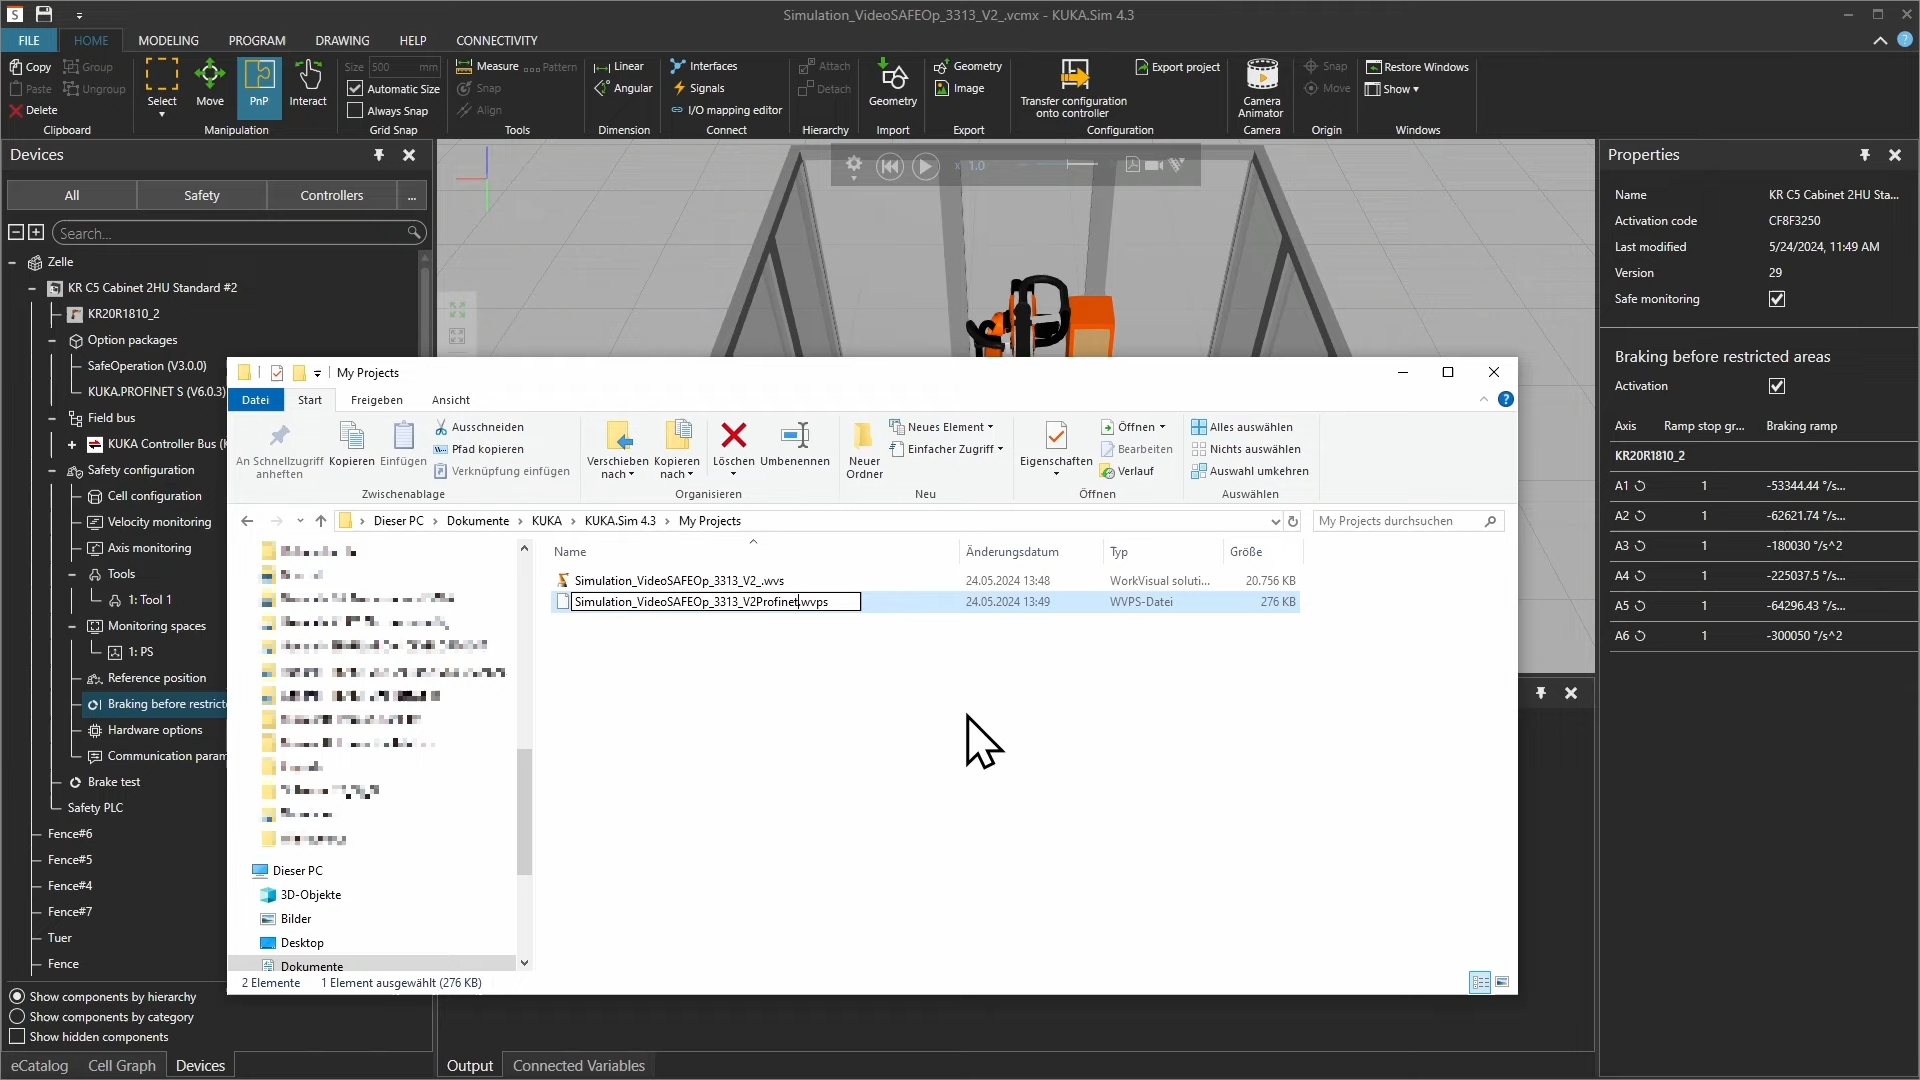 Simulation_VideoSAFEOp_3313_V2_.vcmx - KUKA.Sim 4.3
FILE HOME MODELING PROGRAM DRAWING HELP CONNECTIVITY
Copy Group
Paste Ungroup
Delete
Clipboard
Select Move PnP Interact
Manipulation
Size 500 mm
Automatic Size
Always Snap
Grid Snap
Measure Pattern
Snap
Align
Tools
Linear
Angular
Dimension
Interfaces
Signals
I/O mapping editor
Connect
Attach
Detach
Hierarchy
Geometry
Import
Geometry
Image
Export
Transfer configuration
onto controller
Export project
Configuration
Camera
Animator
Camera
Snap
Move
Origin
Restore Windows
Show
Windows
Devices
All Safety Controllers ...
Search...
Zelle
KR C5 Cabinet 2HU Standard #2
KR20R1810_2
Option packages
SafeOperation (V3.0.0)
KUKA.PROFINET S (V6.0.3)
Field bus
KUKA Controller Bus (K
Safety configuration
Cell configuration
Velocity monitoring
Axis monitoring
Tools
1: Tool 1
Monitoring spaces
1: PS
Reference position
Braking before restricte
Hardware options
Communication param
Brake test
Safety PLC
Fence#6
Fence#5
Fence#4
Fence#7
Tuer
Fence
Show components by hierarchy
Show components by category
Show hidden components
eCatalog Cell Graph Devices
x 1.0
My Projects
Datei Start Freigeben Ansicht
An Schnellzugriff
anheften
Kopieren
Einfügen
Ausschneiden
Pfad kopieren
Verknüpfung einfügen
Zwischenablage
Verschieben
nach
Kopieren
nach
Löschen
Umbenennen
Organisieren
Neuer
Ordner
Neues Element
Einfacher Zugriff
Neu
Eigenschaften
Öffnen
Bearbeiten
Verlauf
Öffnen
Alles auswählen
Nichts auswählen
Auswahl umkehren
Auswählen
Dieser PC Dokumente KUKA KUKA.Sim 4.3 My Projects
My Projects durchsuchen
Name Änderungsdatum Typ Größe
Simulation_VideoSAFEOp_3313_V2_.wvs 24.05.2024 13:48 WorkVisual soluti... 20.756 KB
Simulation_VideoSAFEOp_3313_V2Profinet.wvps 24.05.2024 13:49 WVPS-Datei 276 KB
Dieser PC
3D-Objekte
Bilder
Desktop
Dokumente
2 Elemente 1 Element ausgewählt (276 KB)
Output Connected Variables
Properties
Name KR C5 Cabinet 2HU Sta...
Activation code CF8F3250
Last modified 5/24/2024, 11:49 AM
Version 29
Safe monitoring
Braking before restricted areas
Activation
Axis Ramp stop gr... Braking ramp
KR20R1810_2
A1 1 -53344.44 °/s...
A2 1 -62621.74 °/s...
A3 1 -180030 °/s^2
A4 1 -225037.5 °/s...
A5 1 -64296.43 °/s...
A6 1 -300050 °/s^2